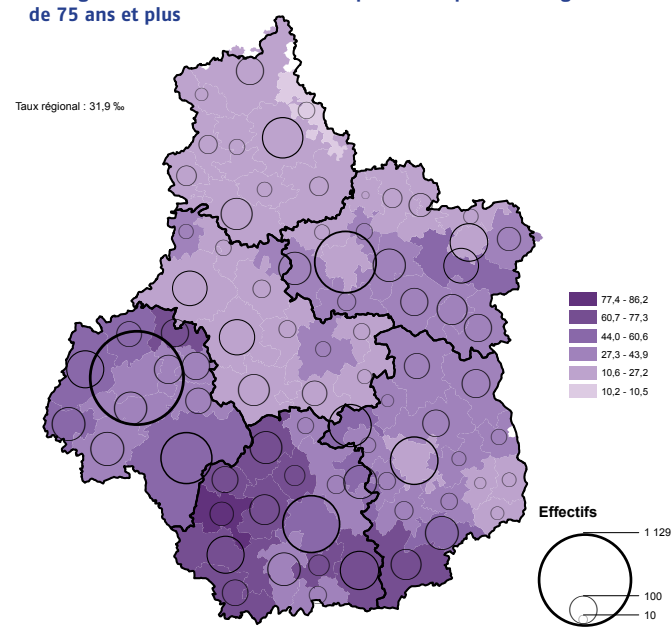 de 75 ans et plus
Taux régional : 31,9 ‰
77,4 - 86,2
60,7 - 77,3
44,0 - 60,6
27,3 - 43,9
10,6 - 27,2
10,2 - 10,5
Effectifs
1 129
100
10